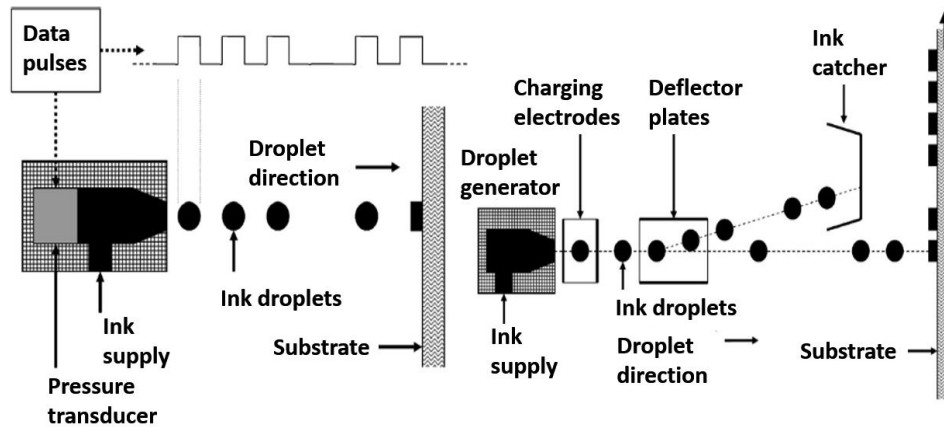 Data
pulses
Droplet
direction
Ink droplets
Ink
supply
Substrate
Pressure
transducer
Ink
catcher
Charging
electrodes
Deflector
plates
Droplet
generator
Ink droplets
Ink
supply
Droplet
direction
Substrate